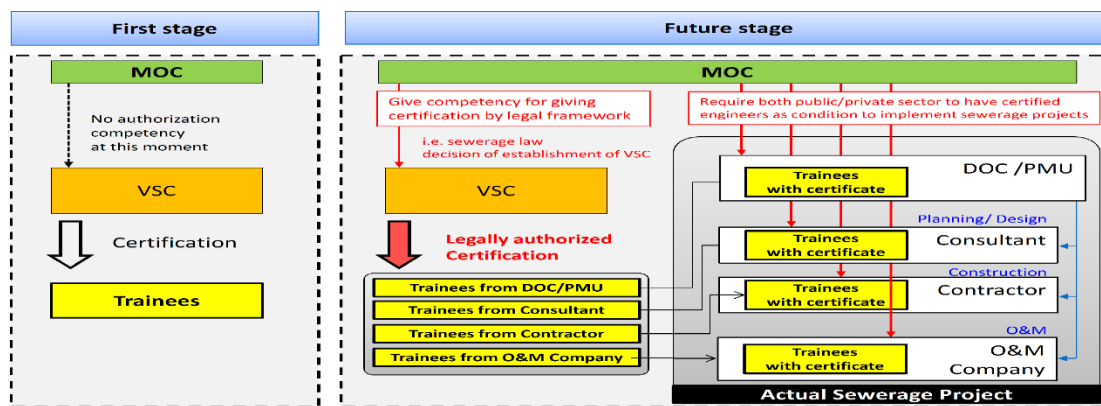 First stage
MOC
No authorization
competency
at this moment
VSC
Certification
Trainees
Future stage
MOC
Give competency for giving
certification by legal framework
i.e. sewerage law
decision of establishment of VSC
VSC
Legally authorized
Certification
Trainees from DOC/PMU
Trainees from Consultant
Trainees from Contractor
Trainees from O&M Company
Require both public/private sector to have certified
engineers as condition to implement sewerage projects
DOC /PMU
Trainees
with certificate
Planning/ Design
Consultant
Trainees
with certificate
Construction
Contractor
Trainees
with certificate
O&M
O&M
Company
Trainees
with certificate
Actual Sewerage Project